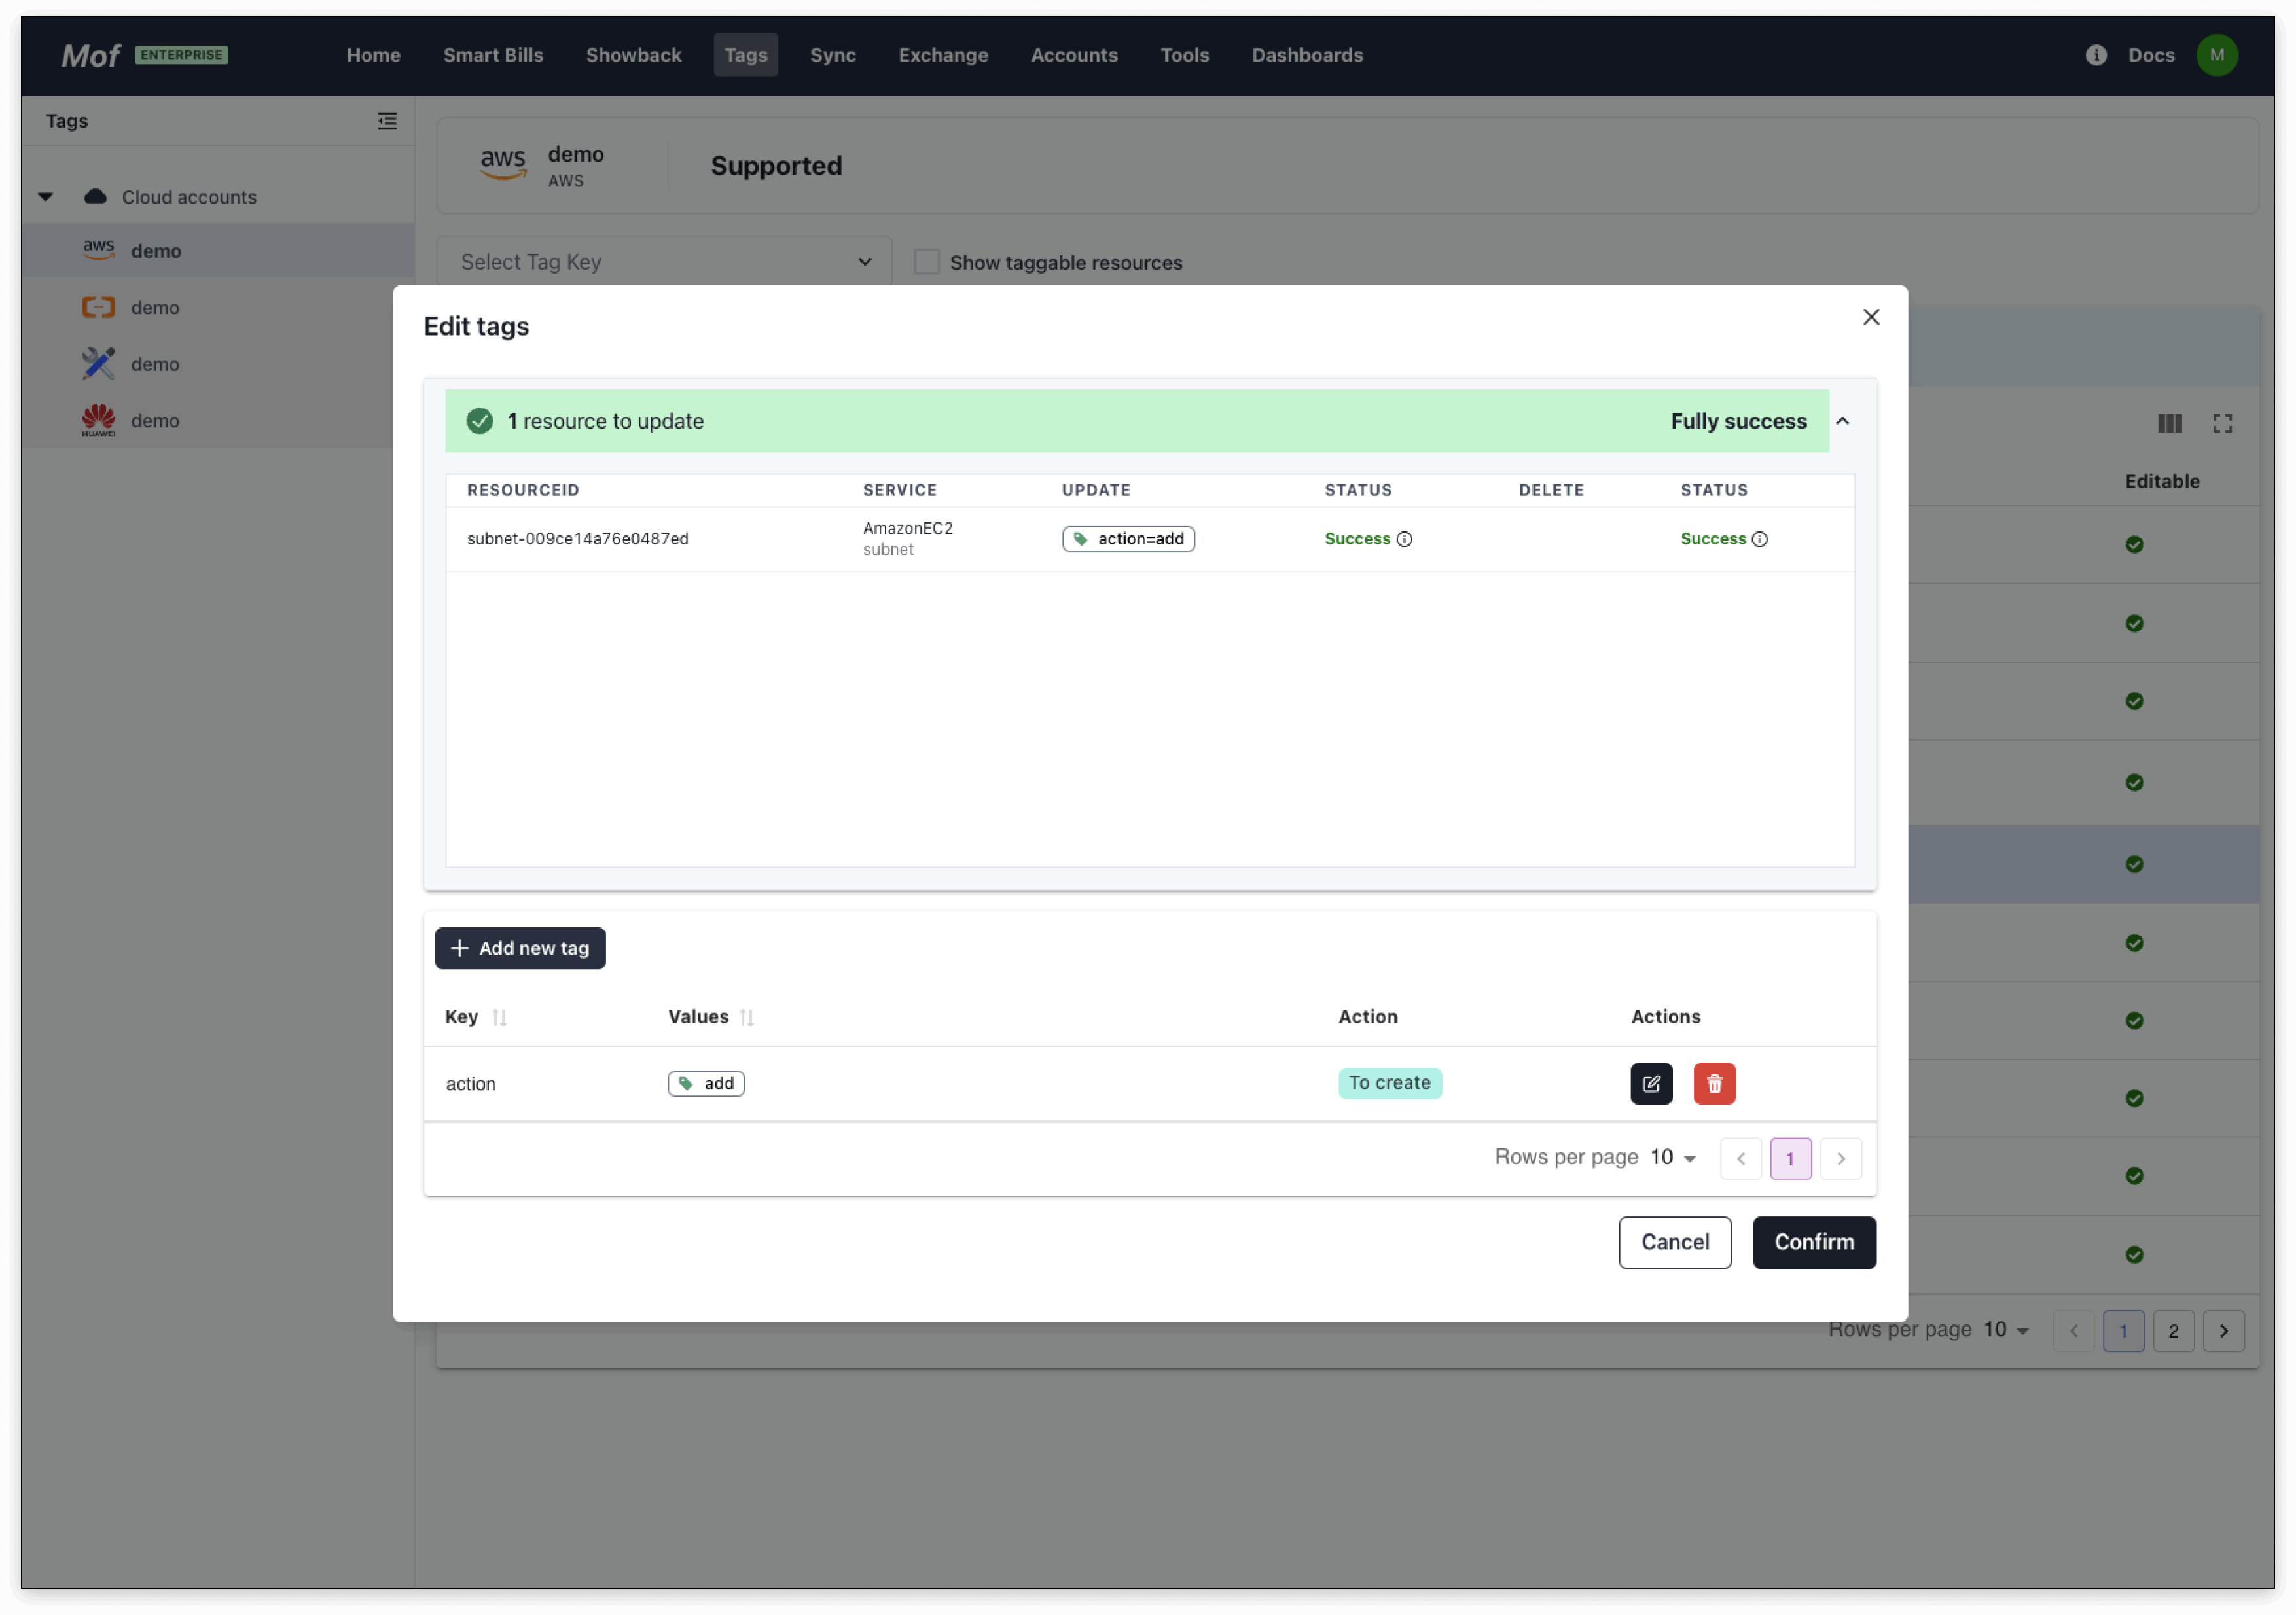 Mof ENTERPRISE Home Smart Bills Showback Tags Sync Exchange Accounts Tools Dashboards Docs M
Tags
Cloud accounts
aws demo
demo
demo
HUAWEI demo
aws demo
AWS
Supported
Select Tag Key Show taggable resources
Editable
Edit tags
1 resource to update Fully success
RESOURCEID SERVICE UPDATE STATUS DELETE STATUS
subnet-009ce14a76e0487ed AmazonEC2 action=add Success Success
subnet
Add new tag
Key Values Action Actions
action add To create
Rows per page 10 1
Cancel Confirm
Rows per page 10 1 2